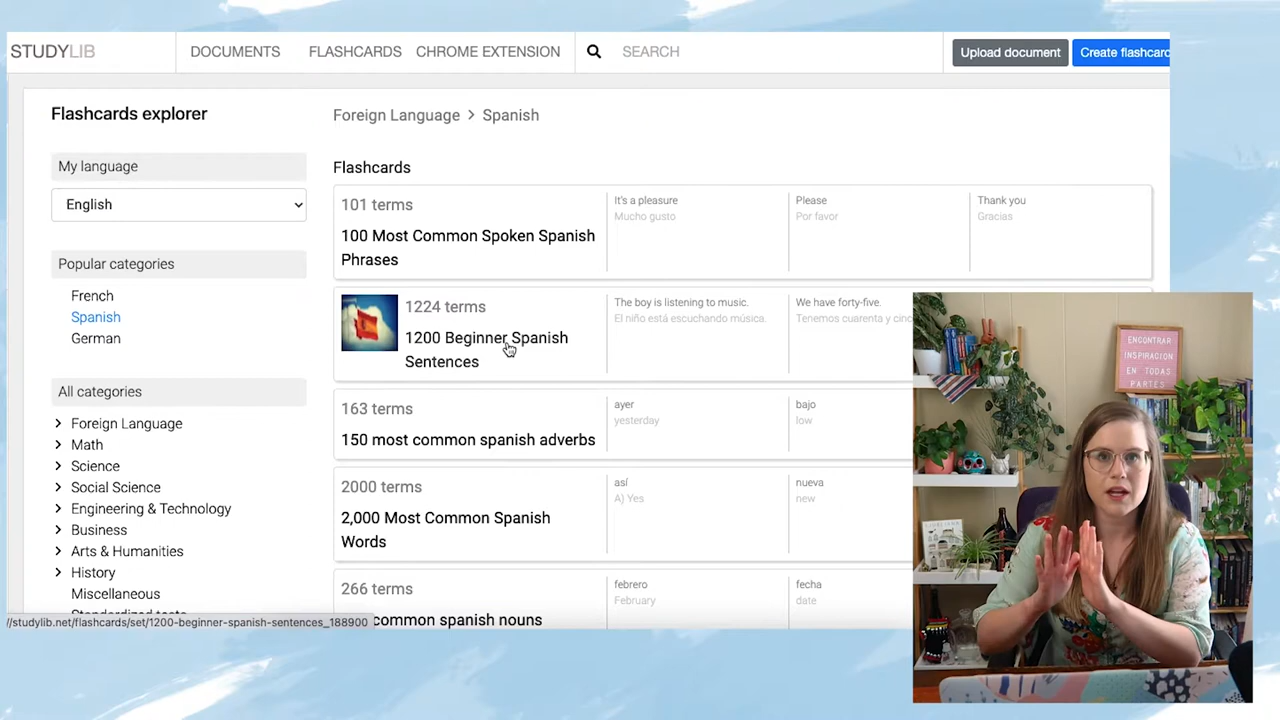 STUDYLIB
DOCUMENTS
FLASHCARDS
CHROME EXTENSION
SEARCH
Upload document
Create flashcard
Flashcards explorer
My language
English
Popular categories
French
Spanish
German
All categories
Foreign Language
Math
Science
Social Science
Engineering & Technology
Business
Arts & Humanities
History
Miscellaneous
Standardized tests
//studylib.net/flashcards/set/1200-beginner-spanish-sentences_188900
Foreign Language > Spanish
Flashcards
101 terms
100 Most Common Spoken Spanish
Phrases
It's a pleasure
Mucho gusto
Please
Por favor
Thank you
Gracias
1224 terms
1200 Beginner Spanish
Sentences
The boy is listening to music.
El niño está escuchando música.
We have forty-five.
Tenemos cuarenta y cinc
163 terms
150 most common spanish adverbs
ayer
yesterday
bajo
low
2000 terms
2,000 Most Common Spanish
Words
así
A) Yes
nueva
new
266 terms
common spanish nouns
febrero
February
fecha
date
ENCONTRAR
INSPIRACION
EN TODAS
PARTES